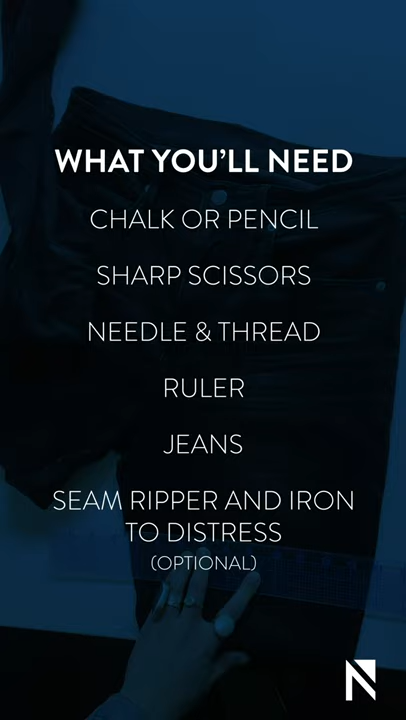 WHAT YOU'LL NEED
CHALK OR PENCIL
SHARP SCISSORS
NEEDLE & THREAD
RULER
JEANS
SEAM RIPPER AND IRON
TO DISTRESS
(OPTIONAL)
N